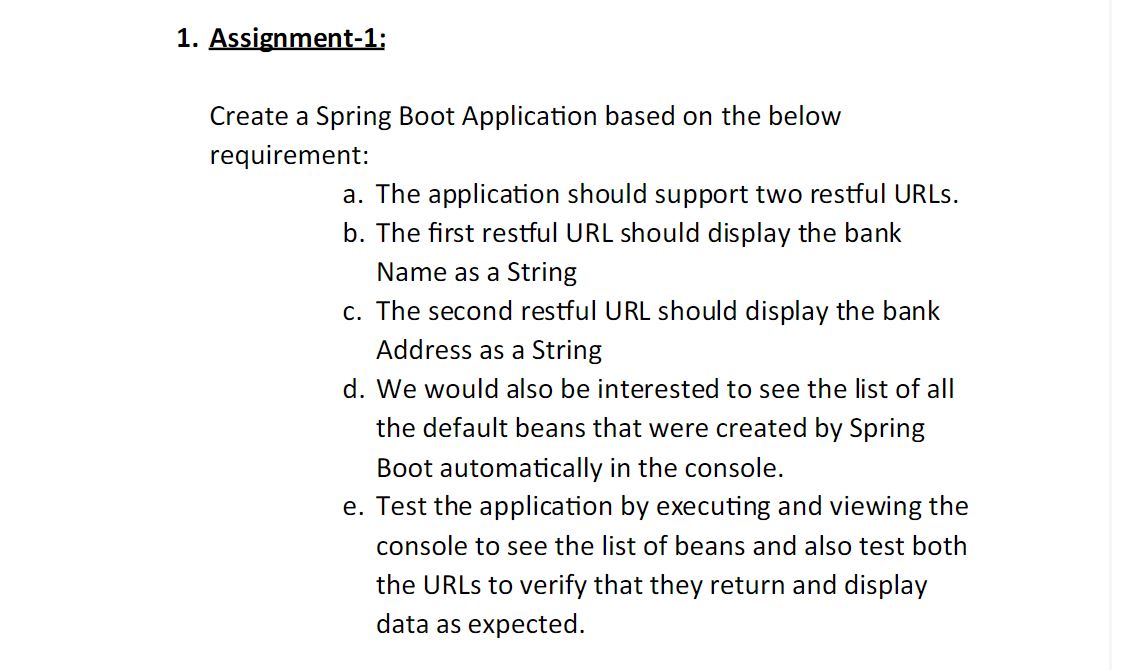 1. Assignment-1:
Create a Spring Boot Application based on the below
requirement:
a. The application should support two restful URLs.
b. The first restful URL should display the bank
Name as a String
c. The second restful URL should display the bank
Address as a String
d. We would also be interested to see the list of all
the default beans that were created by Spring
Boot automatically in the console.
e. Test the application by executing and viewing the
console to see the list of beans and also test both
the URLs to verify that they return and display
data as expected.